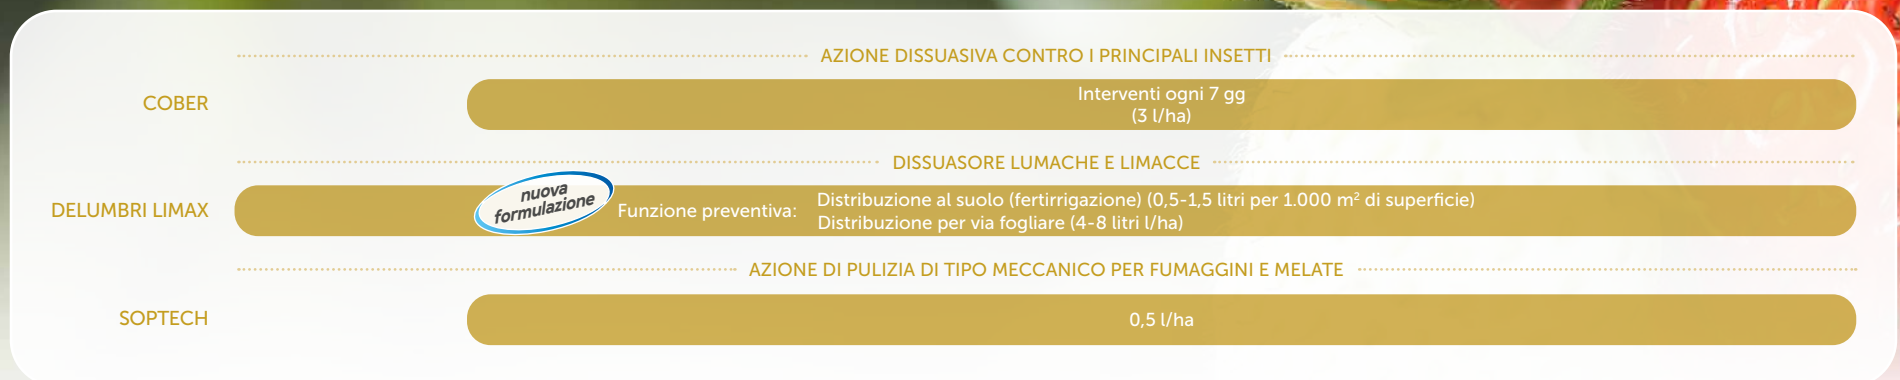 AZIONE DISSUASIVA CONTRO I PRINCIPALI INSETTI
COBER
Interventi ogni 7 gg
(3 l/ha)
DISSUASORE LUMACHE E LIMACCE
DELUMBRI LIMAX
nuova
formulazione
Funzione preventiva:
Distribuzione al suolo (fertirrigazione) (0,5-1,5 litri per 1.000 m² di superficie)
Distribuzione per via fogliare (4-8 litri l/ha)
AZIONE DI PULIZIA DI TIPO MECCANICO PER FUMAGGINI E MELATE
SOPTECH
0,5 l/ha